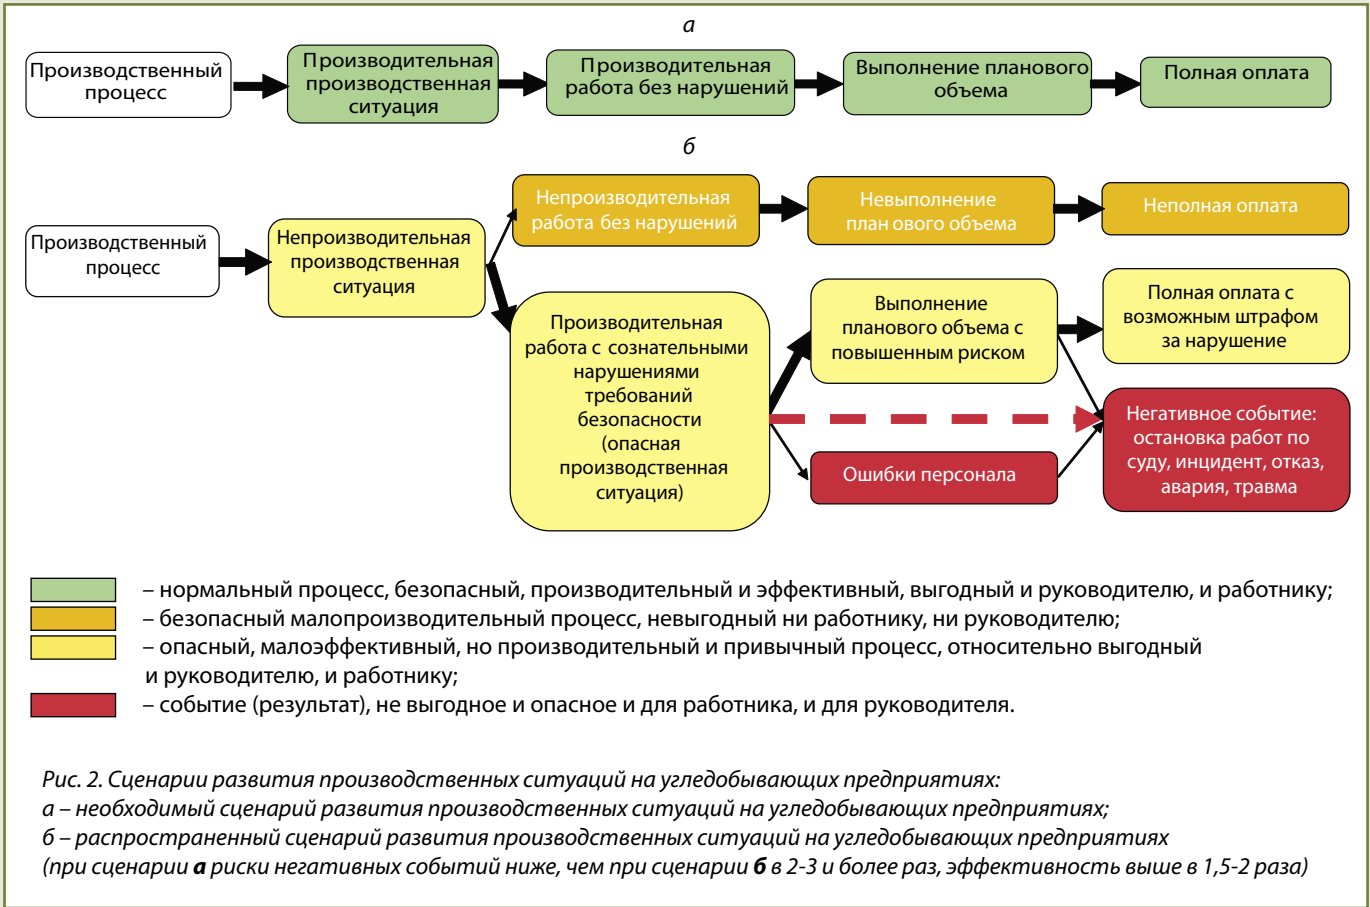 а
Производственный
процесс
Производительная
производственная
ситуация
Производительная
работа без нарушений
Выполнение планового
объема
Полная оплата
б
Производственный
процесс
Непроизводительная
производственная
ситуация
Непроизводительная
работа без нарушений
Невыполнение
план ового объема
Неполная оплата
Производительная
работа с сознательными
нарушениями
требований
безопасности
(опасная
производственная
ситуация)
Выполнение
планового объема с
повышенным риском
Полная оплата с
возможным штрафом
за нарушение
Ошибки персонала
Негативное событие:
остановка работ по
суду, инцидент, отказ,
авария, травма
– нормальный процесс, безопасный, производительный и эффективный, выгодный и руководителю, и работнику;
– безопасный малопроизводительный процесс, невыгодный ни работнику, ни руководителю;
– опасный, малоэффективный, но производительный и привычный процесс, относительно выгодный
и руководителю, и работнику;
– событие (результат), не выгодное и опасное и для работника, и для руководителя.
Рис. 2. Сценарии развития производственных ситуаций на угледобывающих предприятиях:
а – необходимый сценарий развития производственных ситуаций на угледобывающих предприятиях;
б – распространенный сценарий развития производственных ситуаций на угледобывающих предприятиях
(при сценарии а риски негативных событий ниже, чем при сценарии б в 2-3 и более раз, эффективность выше в 1,5-2 раза)